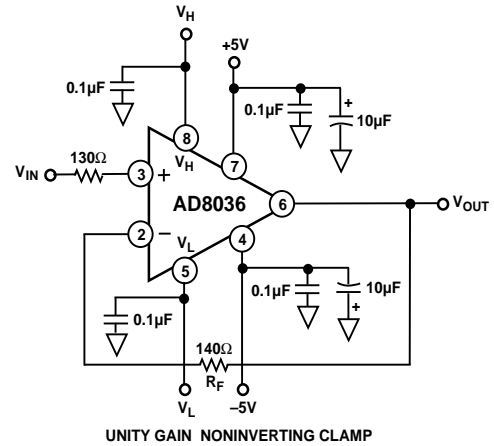 V_H
+5V
0.1µF
0.1µF
+
10µF
8
V_H
7
130Ω
V_IN
3
+
AD8036
6
V_OUT
2
−
V_L
4
5
0.1µF
10µF
+
0.1µF
140Ω
R_F
V_L
−5V
UNITY GAIN NONINVERTING CLAMP